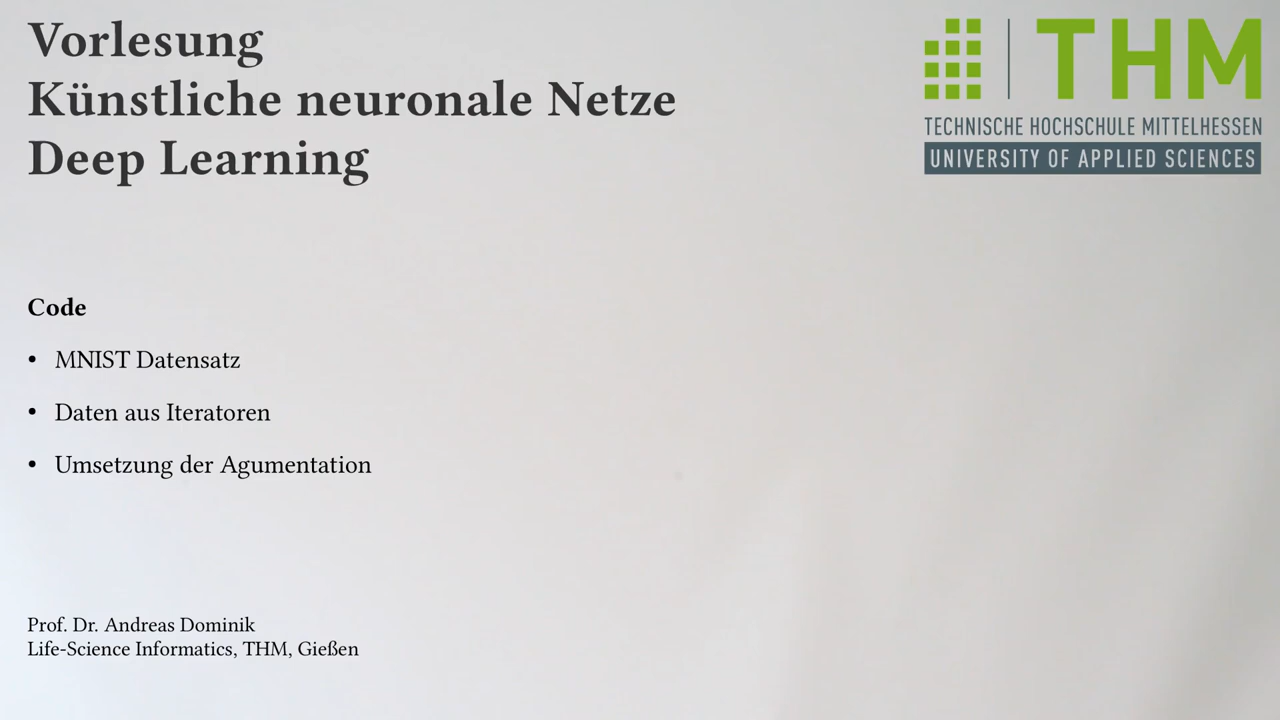 Vorlesung
Künstliche neuronale Netze
Deep Learning
THM
TECHNISCHE HOCHSCHULE MITTELHESSEN
UNIVERSITY OF APPLIED SCIENCES
Code
• MNIST Datensatz
• Daten aus Iteratoren
• Umsetzung der Agumentation
Prof. Dr. Andreas Dominik
Life-Science Informatics, THM, Gießen